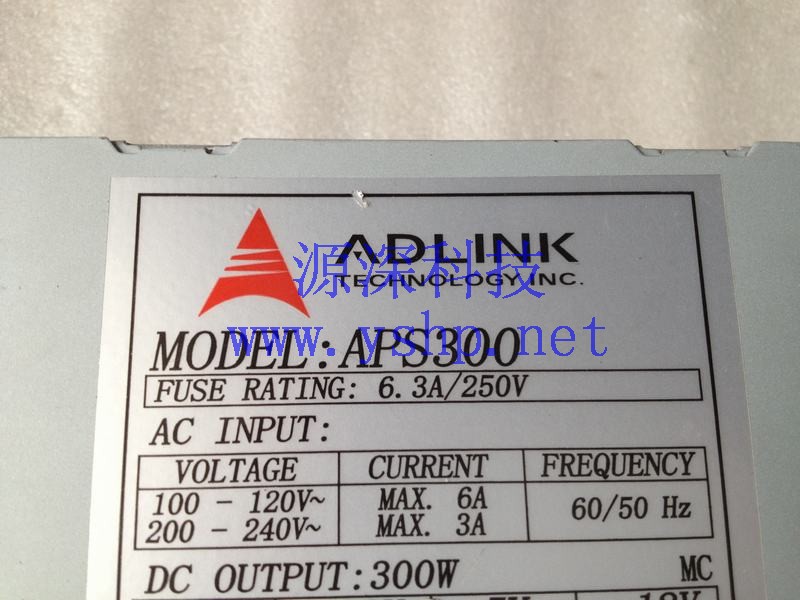 ADLINK
TECHNOLOGY INC.
源深科技
www.yshp.net
MODEL: APS300
FUSE RATING: 6.3A/250V
AC INPUT:
VOLTAGE CURRENT FREQUENCY
100 - 120V~ MAX. 6A 60/50 Hz
200 - 240V~ MAX. 3A
DC OUTPUT:300W MC